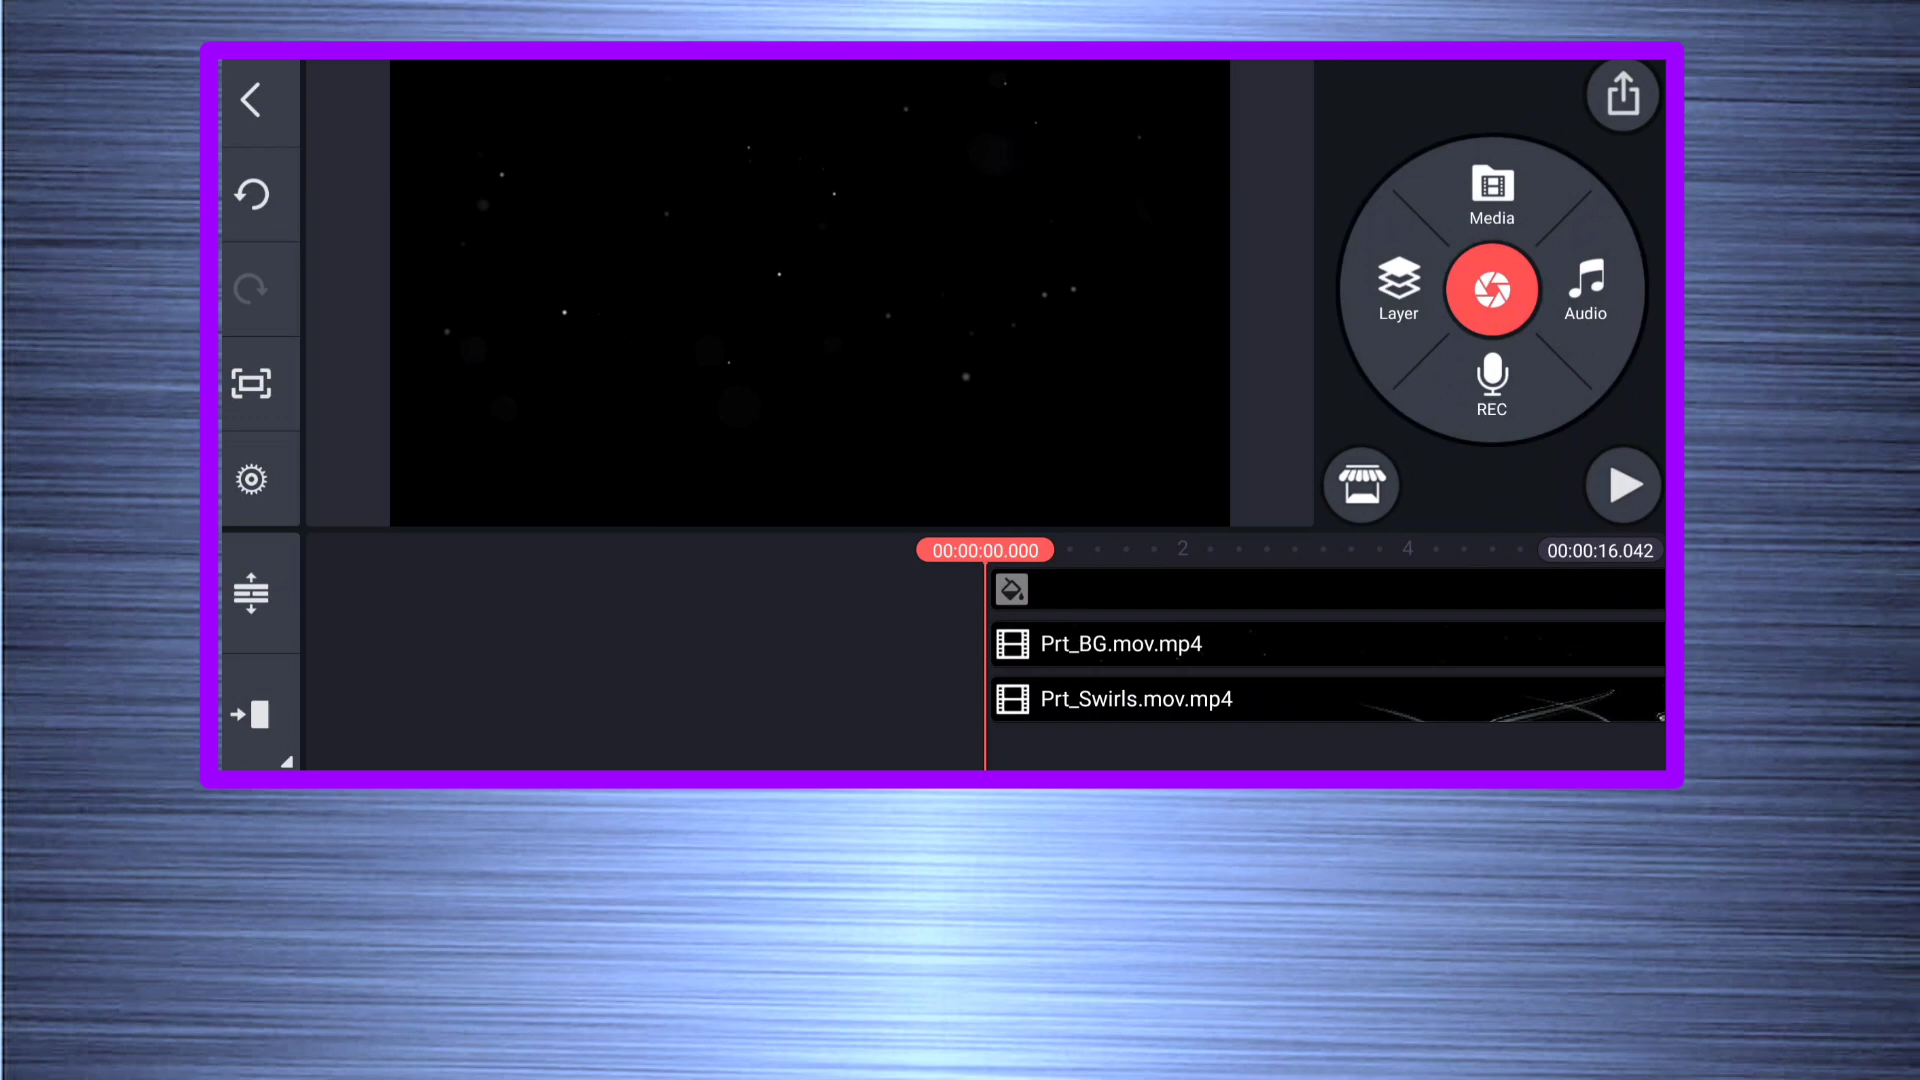 Media
Layer
Audio
REC
00:00:00.000
2
4
00:00:16.042
Prt_BG.mov.mp4
Prt_Swirls.mov.mp4